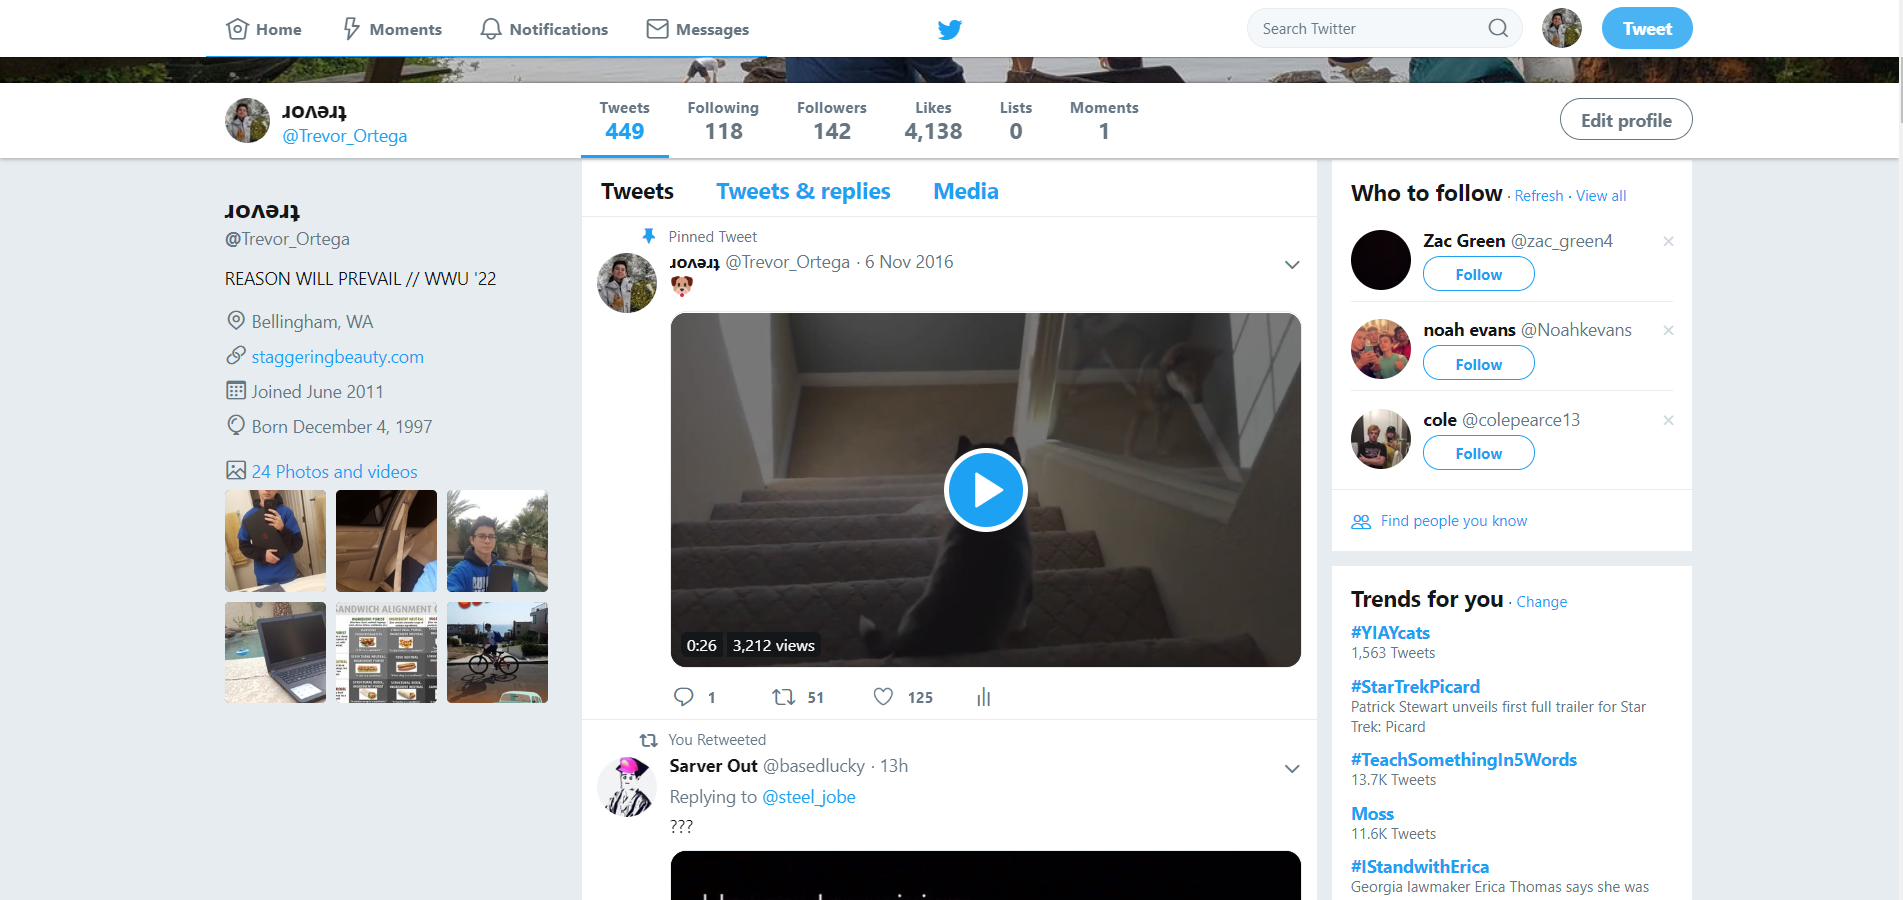 Home Moments Notifications Messages Search Twitter Tweet
ɹoʌǝɹʇ
@Trevor_Ortega
Tweets Following Followers Likes Lists Moments
449 118 142 4,138 0 1
Edit profile
ɹoʌǝɹʇ
@Trevor_Ortega
REASON WILL PREVAIL // WWU '22
Bellingham, WA
staggeringbeauty.com
Joined June 2011
Born December 4, 1997
24 Photos and videos
SANDWICH ALIGNMENT
Tweets Tweets & replies Media
Pinned Tweet
ɹoʌǝɹʇ @Trevor_Ortega · 6 Nov 2016
🐶
0:26 3,212 views
1 51 125
You Retweeted
Sarver Out @basedlucky · 13h
Replying to @steel_jobe
???
Who to follow · Refresh · View all
Zac Green @zac_green4
Follow
noah evans @Noahkevans
Follow
cole @colepearce13
Follow
Find people you know
Trends for you · Change
#YIAYcats
1,563 Tweets
#StarTrekPicard
Patrick Stewart unveils first full trailer for Star
Trek: Picard
#TeachSomethingIn5Words
13.7K Tweets
Moss
11.6K Tweets
#IStandwithErica
Georgia lawmaker Erica Thomas says she was